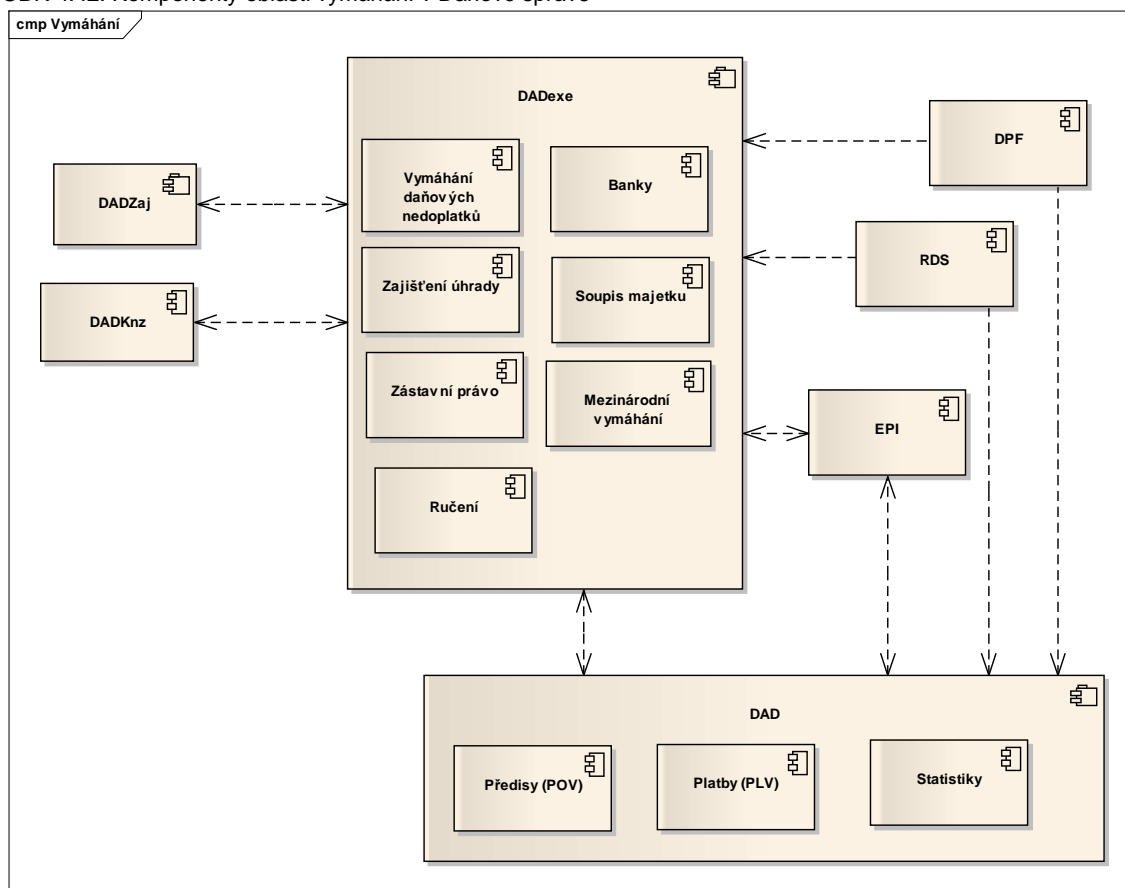 cmp Vymáhání
DADexe
DPF
Vymáhání
daňových
nedoplatků
Banky
DADZaj
RDS
Zajišťení úhrady
Soupis majetku
DADKnz
Zástavní právo
Mezinárodní
vymáhání
EPI
Ručení
DAD
Předisy (POV)
Platby (PLV)
Statistiky